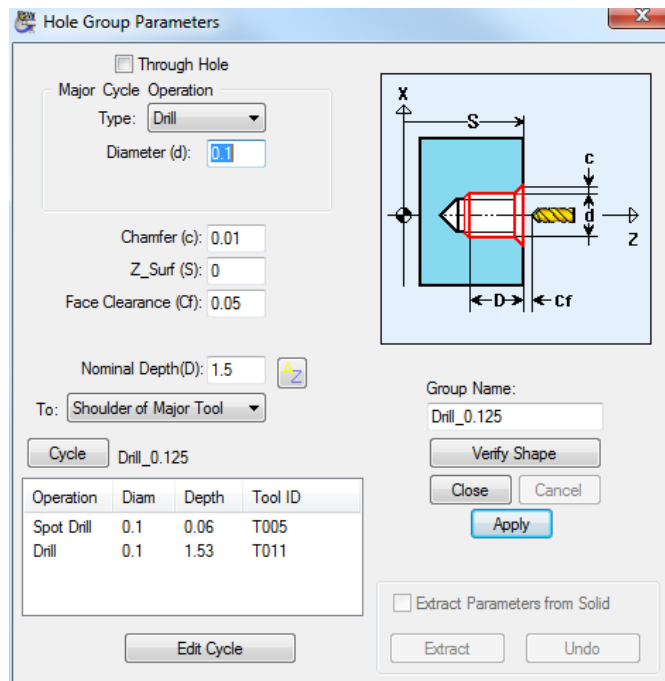 Hole Group Parameters
Through Hole
Major Cycle Operation
Type: Drill
Diameter (d): 0.1
Chamfer (c): 0.01
Z_Surf (S): 0
Face Clearance (Cf): 0.05
Nominal Depth(D): 1.5
AZ
To: Shoulder of Major Tool
Cycle Drill_0.125
Operation Diam Depth Tool ID
Spot Drill 0.1 0.06 T005
Drill 0.1 1.53 T011
Edit Cycle
X
S
c
d
Z
D
Cf
Group Name:
Drill_0.125
Verify Shape
Close Cancel
Apply
Extract Parameters from Solid
Extract Undo